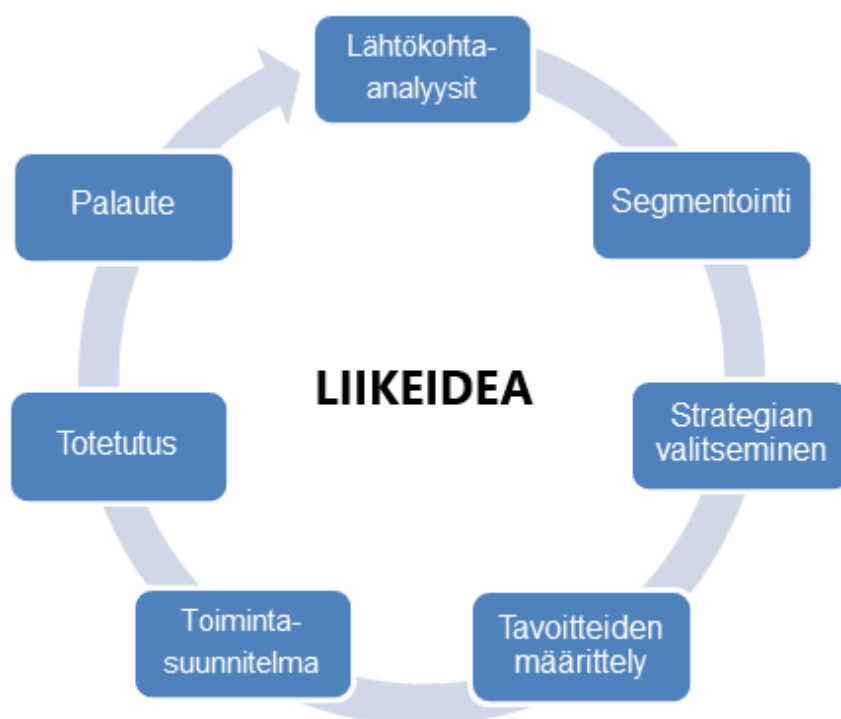 Lähtökohta-
analyysit
Segmentointi
Strategian
valitseminen
Tavoitteiden
määrittely
Toiminta-
suunnitelma
Totetutus
Palaute
LIIKEIDEA